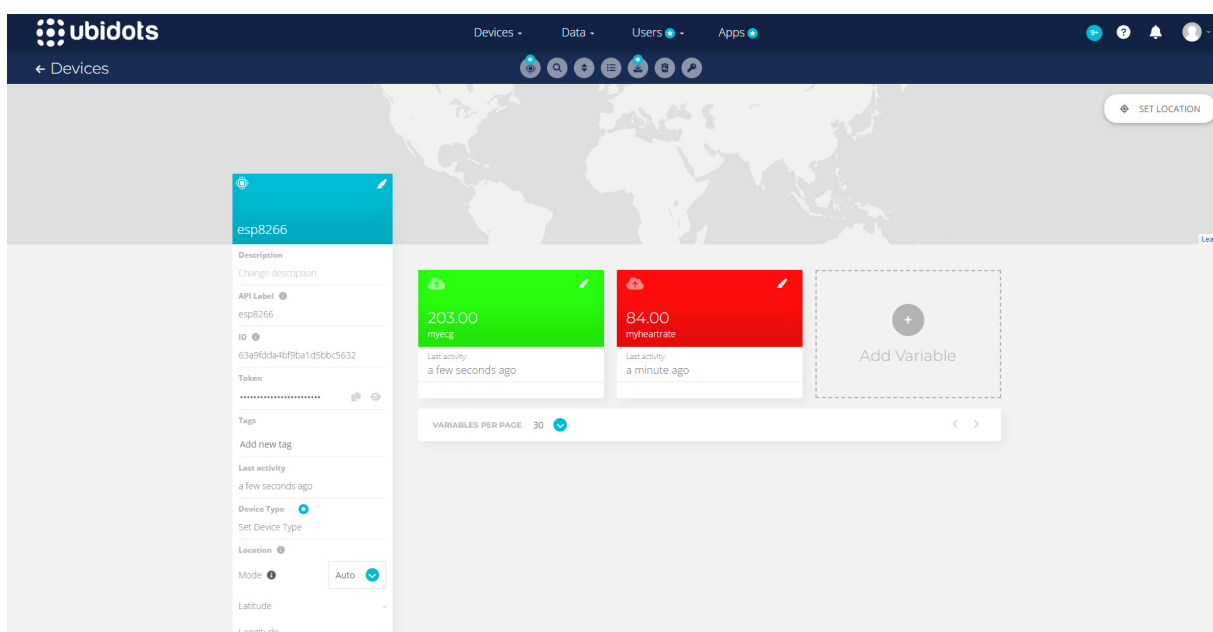 ubidots
Devices
Data
Users
Apps
9+
?
← Devices
SET LOCATION
esp8266
Lea
Description
Change description
API Label
esp8266
ID
63a9fdda4bf9ba1d5bbc5632
Token
••••••••••••••••••••••••
Tags
Add new tag
Last activity
a few seconds ago
Device Type
Set Device Type
Location
Mode
Auto
Latitude
-
Longitude
203.00
myecg
Last activity:
a few seconds ago
84.00
myheartrate
Last activity:
a minute ago
+
Add Variable
VARIABLES PER PAGE 30
< >